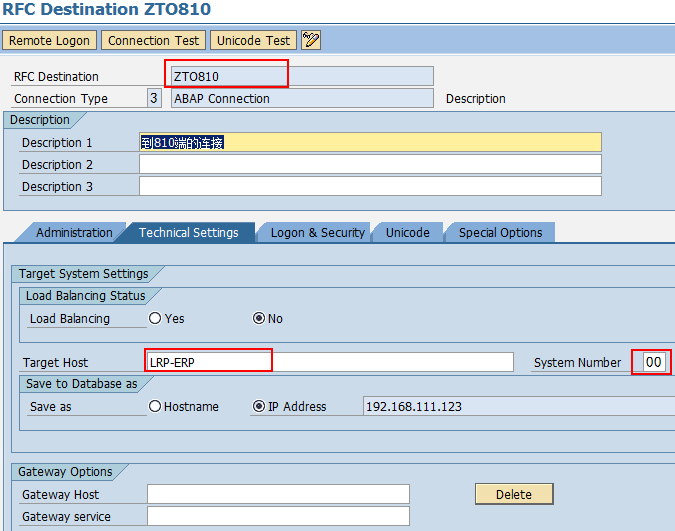 RFC Destination ZTO810
Remote Logon Connection Test Unicode Test
RFC Destination ZTO810
Connection Type 3 ABAP Connection Description
Description
Description 1 到810端的连接
Description 2
Description 3
Administration Technical Settings Logon & Security Unicode Special Options
Target System Settings
Load Balancing Status
Load Balancing Yes No
Target Host LRP-ERP System Number 00
Save to Database as
Save as Hostname IP Address 192.168.111.123
Gateway Options
Gateway Host Delete
Gateway service